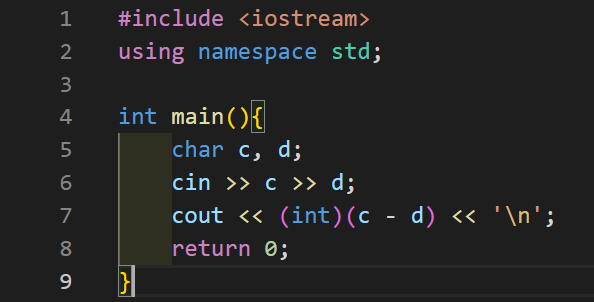 1 #include <iostream>
2 using namespace std;
3
4 int main(){
5     char c, d;
6     cin >> c >> d;
7     cout << (int)(c - d) << '\n';
8     return 0;
9 }